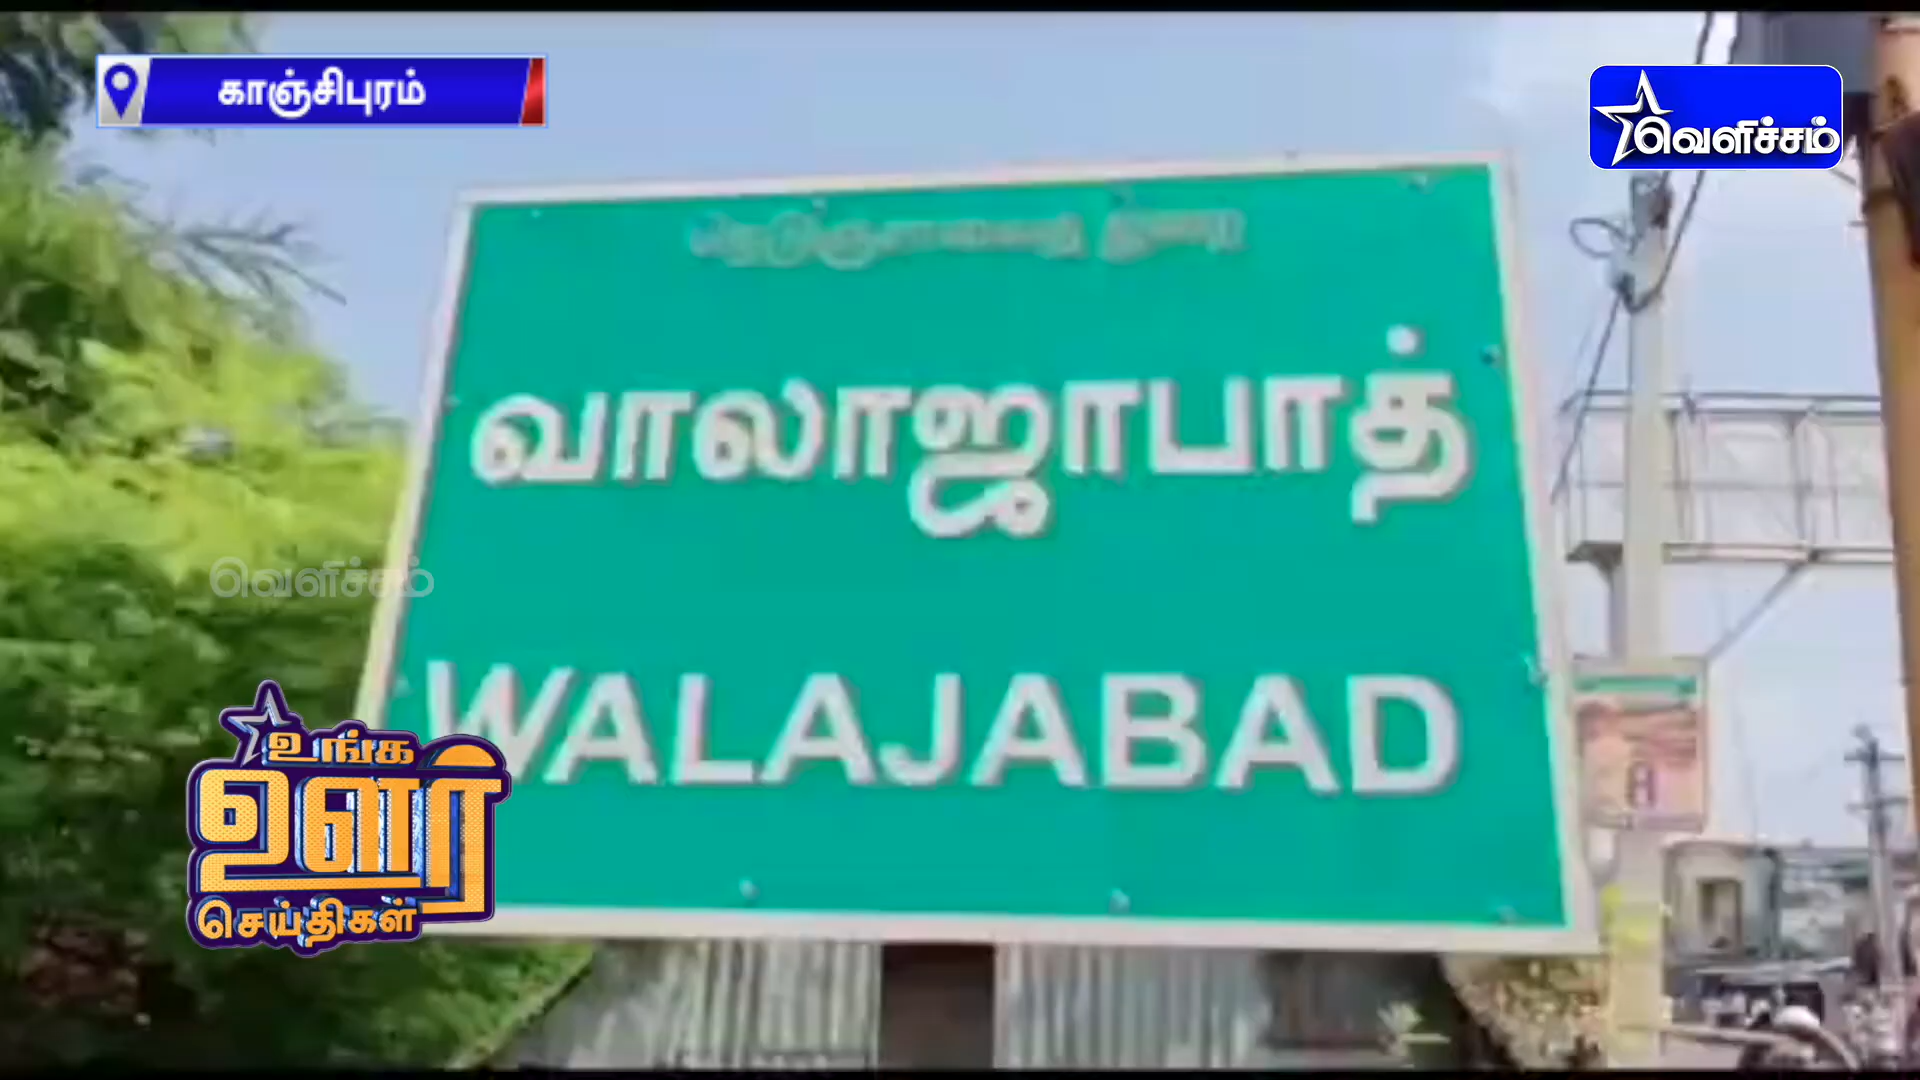 காஞ்சிபுரம்
வெளிச்சம்
நெடுஞ்சாலைத் துறை
வாலாஜாபாத்
வெளிச்சம்
WALAJABAD
உங்க
ஊர்
செய்திகள்